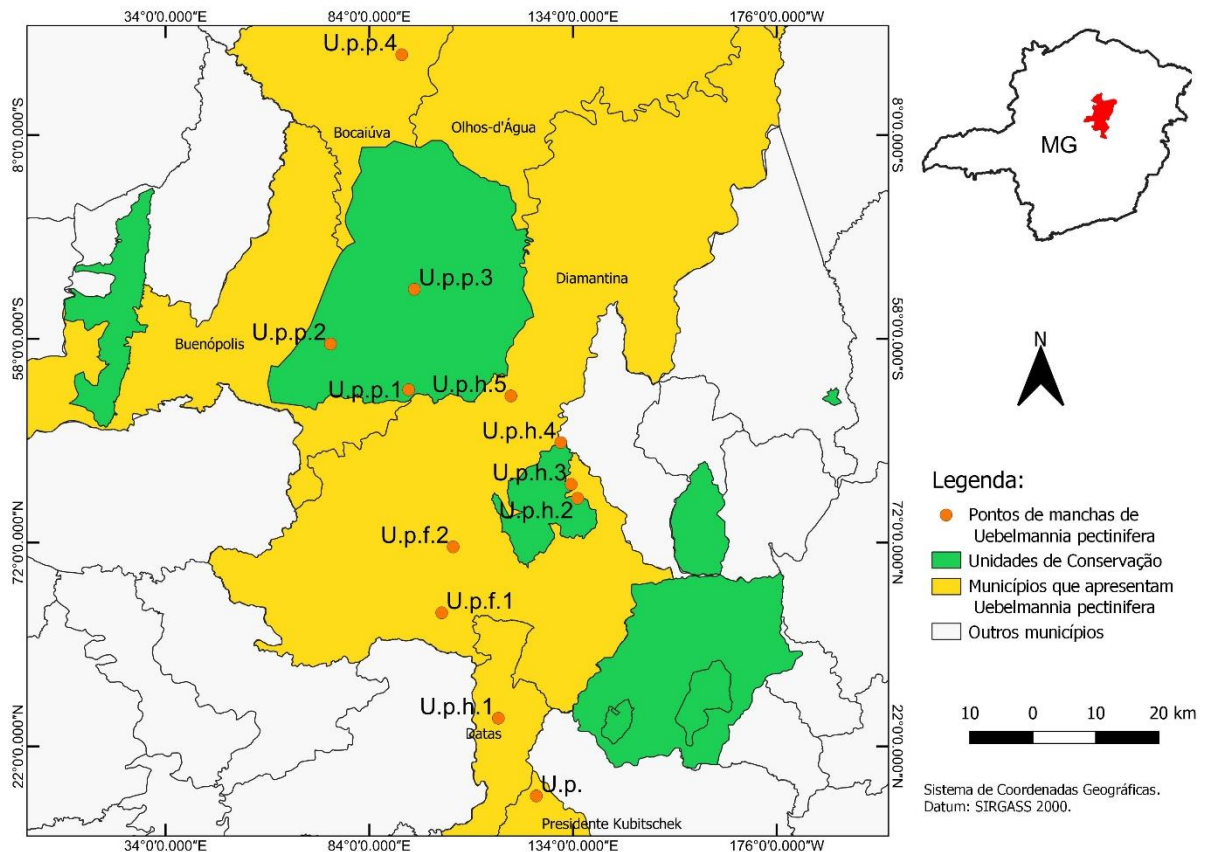 34°0'0.000"E
84°0'0.000"E
134°0'0.000"E
176°0'0.000"W
U.p.p.4
Bocaiúva
Olhos-d'Água
8°0'0.000"S
8°0'0.000"S
MG
U.p.p.3
Diamantina
U.p.p.2
Buenópolis
58°0'0.000"S
58°0'0.000"S
N
U.p.p.1
U.p.h.5
U.p.h.4
U.p.h.3
U.p.h.2
U.p.f.2
72°0'0.000"N
72°0'0.000"N
U.p.f.1
U.p.h.1
Datas
22°0'0.000"N
22°0'0.000"N
U.p.
Presidente Kubitschek
34°0'0.000"E
84°0'0.000"E
134°0'0.000"E
176°0'0.000"W
Legenda:
Pontos de manchas de
Uebelmannia pectinifera
Unidades de Conservação
Municípios que apresentam
Uebelmannia pectinifera
Outros municípios
10 0 10 20 km
Sistema de Coordenadas Geográficas.
Datum: SIRGASS 2000.